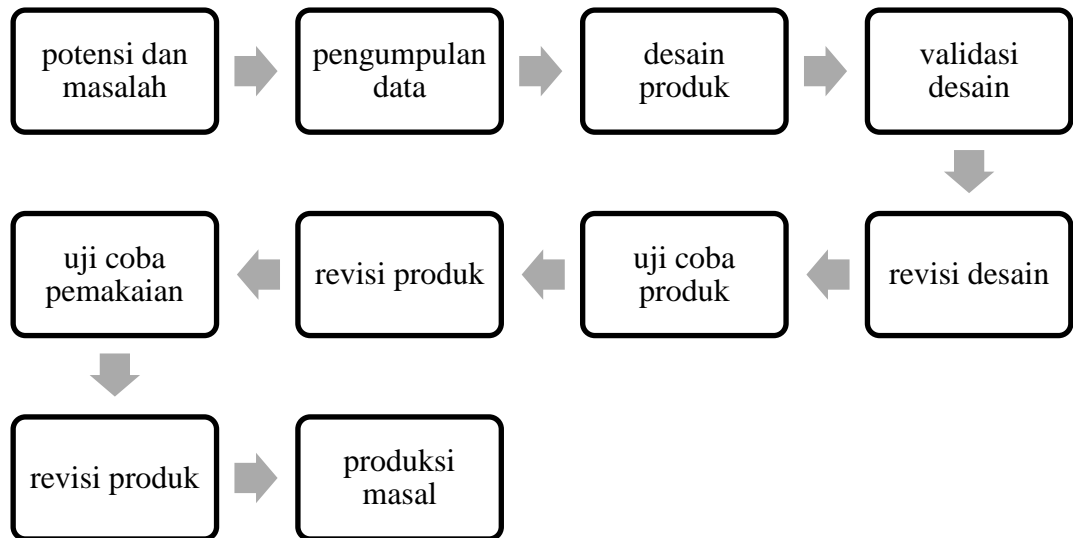 potensi dan
masalah
pengumpulan
data
desain
produk
validasi
desain
revisi desain
uji coba
produk
revisi produk
uji coba
pemakaian
revisi produk
produksi
masal